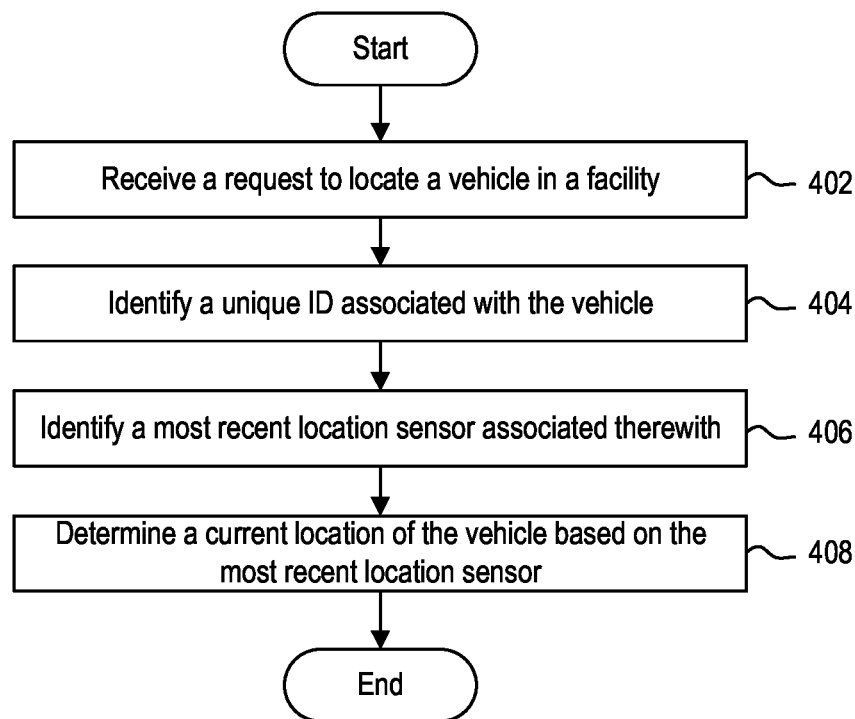 Start
Receive a request to locate a vehicle in a facility
402
Identify a unique ID associated with the vehicle
404
Identify a most recent location sensor associated therewith
406
Determine a current location of the vehicle based on the
most recent location sensor
408
End